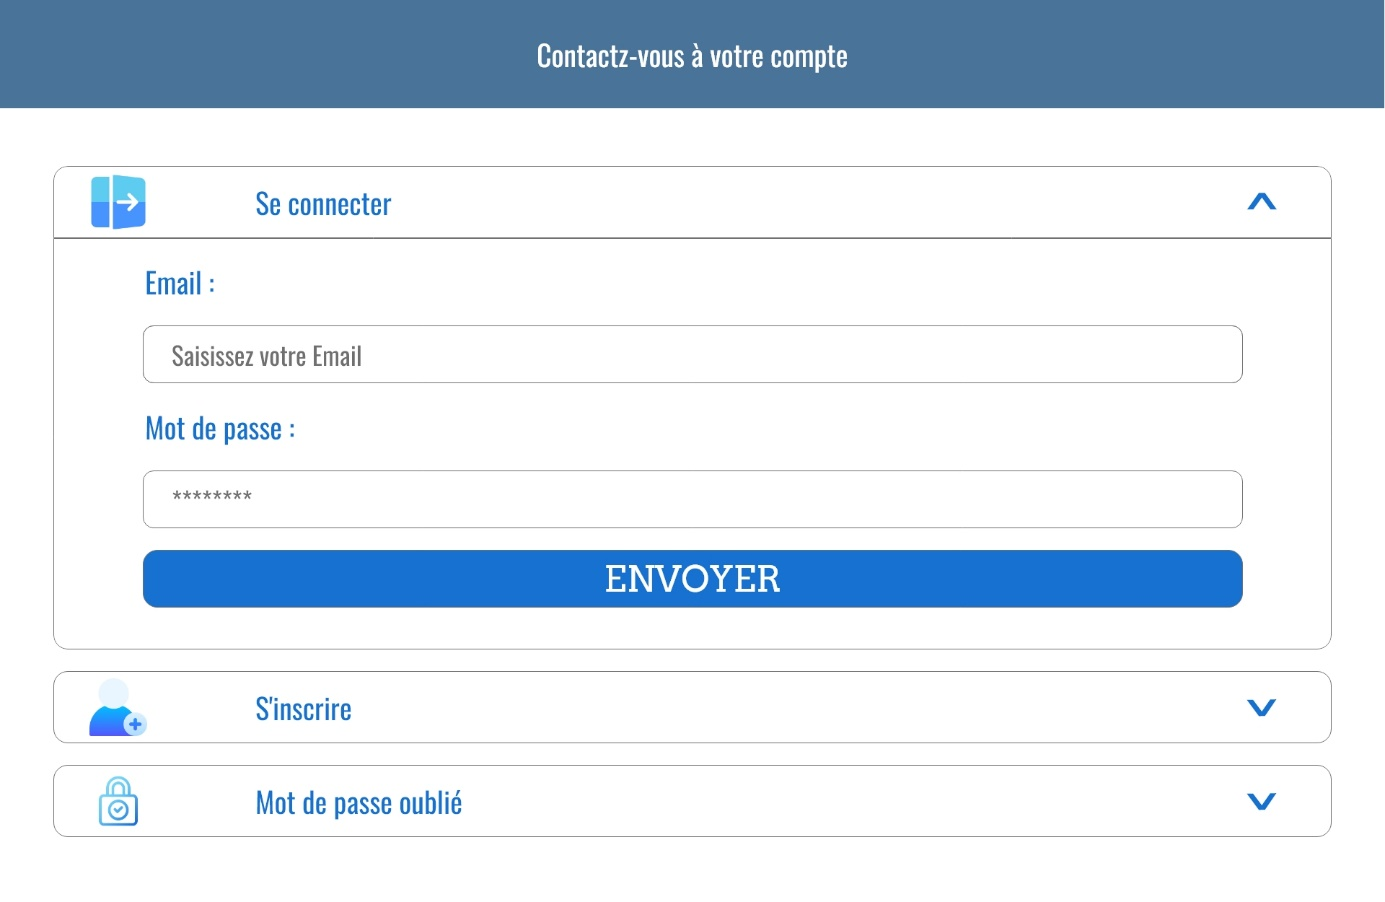 Contactz-vous à votre compte
Se connecter
Email :
Saisissez votre Email
Mot de passe :
********
ENVOYER
S'inscrire
Mot de passe oublié